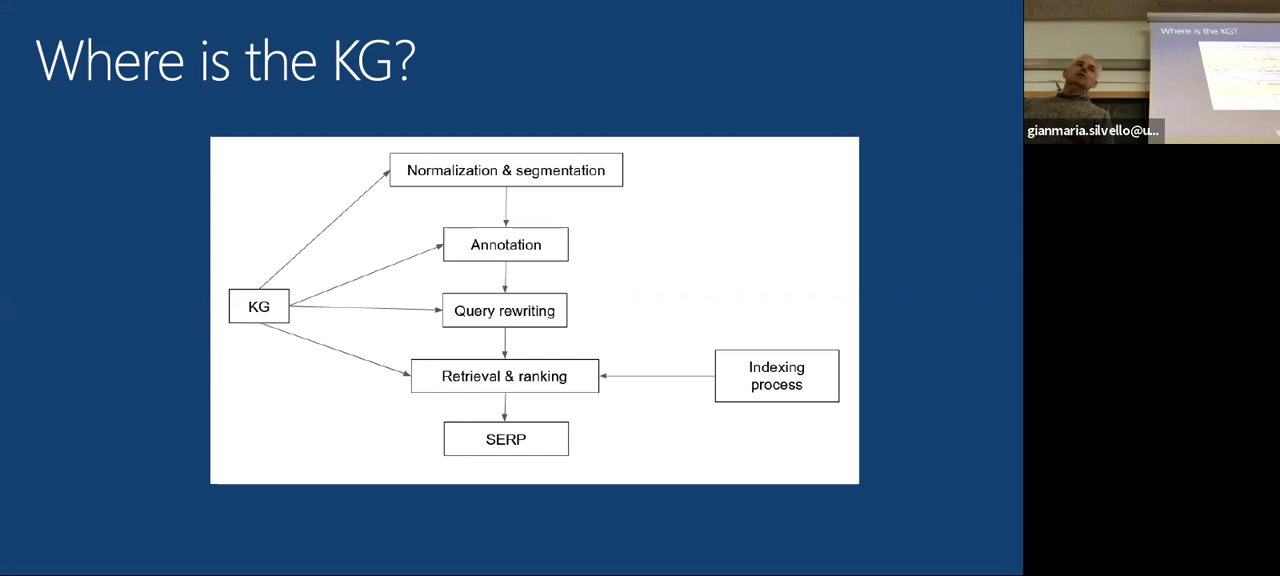 Where is the KG?
Normalization & segmentation
Annotation
KG
Query rewriting
Retrieval & ranking
Indexing
process
SERP
Where is the KG?
gianmaria.silvello@u...